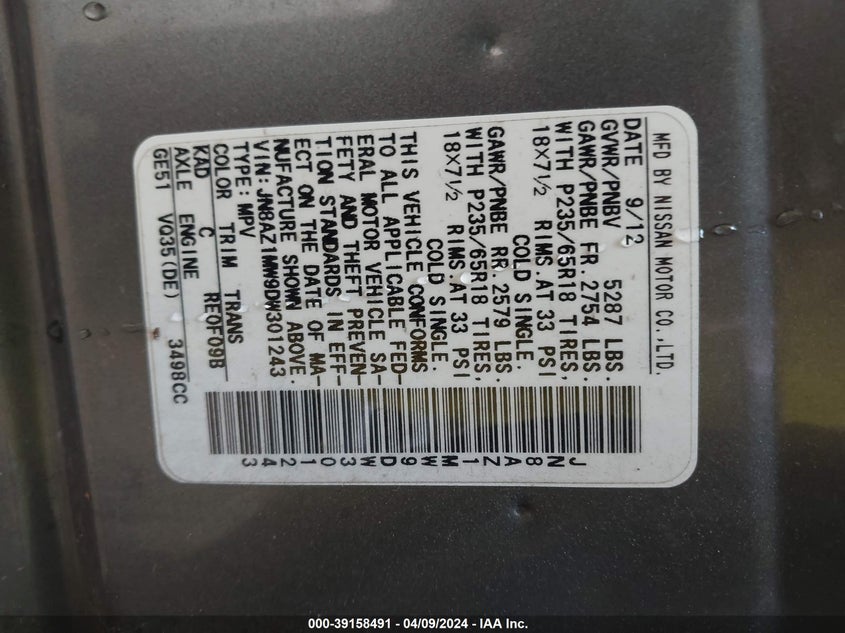 MFD BY NISSAN MOTOR CO.,LTD.
DATE 9/12
GVWR/PNBV 5287 LBS.
GAWR/PNBE FR. 2754 LBS.
WITH P235/65R18 TIRES,
18X7½ RIMS.AT 33 PSI
COLD SINGLE.
GAWR/PNBE RR. 2579 LBS.
WITH P235/65R18 TIRES,
18X7½ RIMS.AT 33 PSI
COLD SINGLE.
THIS VEHICLE CONFORMS
TO ALL APPLICABLE FED-
ERAL MOTOR VEHICLE SA-
FETY AND THEFT PREVEN-
TION STANDARDS IN EFF-
ECT ON THE DATE OF MA-
NUFACTURE SHOWN ABOVE.
VIN:JN8AZ1MW9DW301243
TYPE:MPV
COLOR TRIM TRANS
KAD C RE0F09B
AXLE ENGINE
GE51 VQ35(DE) 3498CC
JN8AZ1MW9DW301243
000-39158491 - 04/09/2024 - IAA Inc.